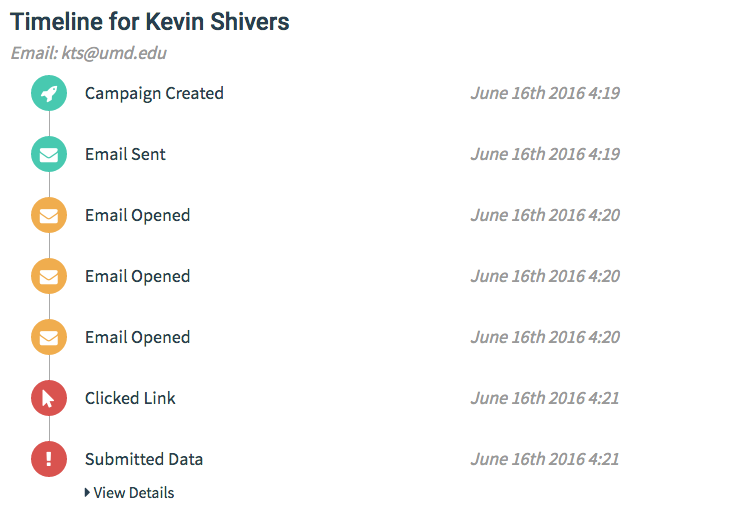 Timeline for Kevin Shivers
Email: kts@umd.edu
Campaign Created June 16th 2016 4:19
Email Sent June 16th 2016 4:19
Email Opened June 16th 2016 4:20
Email Opened June 16th 2016 4:20
Email Opened June 16th 2016 4:20
Clicked Link June 16th 2016 4:21
Submitted Data June 16th 2016 4:21
View Details